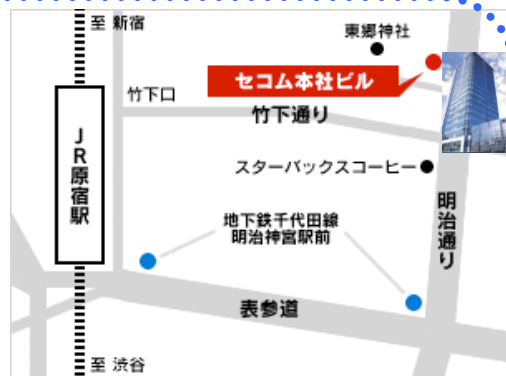 至 新宿
東郷神社
セコム本社ビル
竹下口
竹下通り
JR原宿駅
スターバックスコーヒー
明治通り
地下鉄千代田線
明治神宮駅前
表参道
至 渋谷